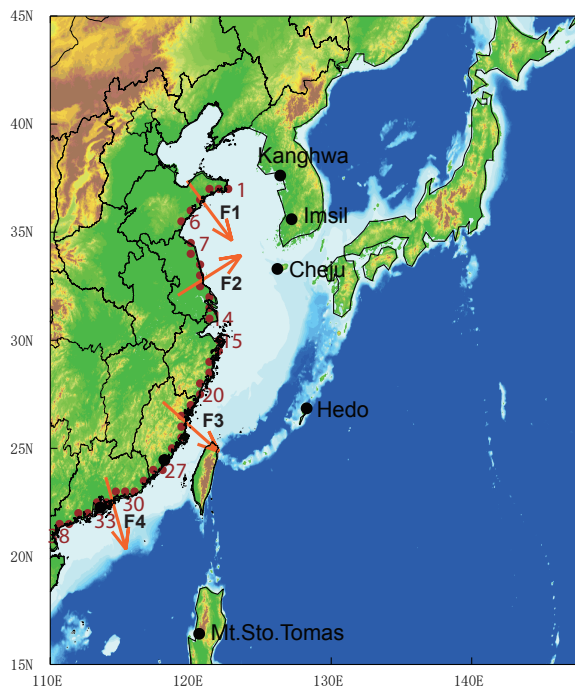 45N
40N
Kanghwa
1
F1
Imsil
6
35N
7
Cheju
F2
14
30N
15
20
Hedo
F3
25N
27
30
33
F4
38
20N
Mt.Sto.Tomas
15N
110E
120E
130E
140E